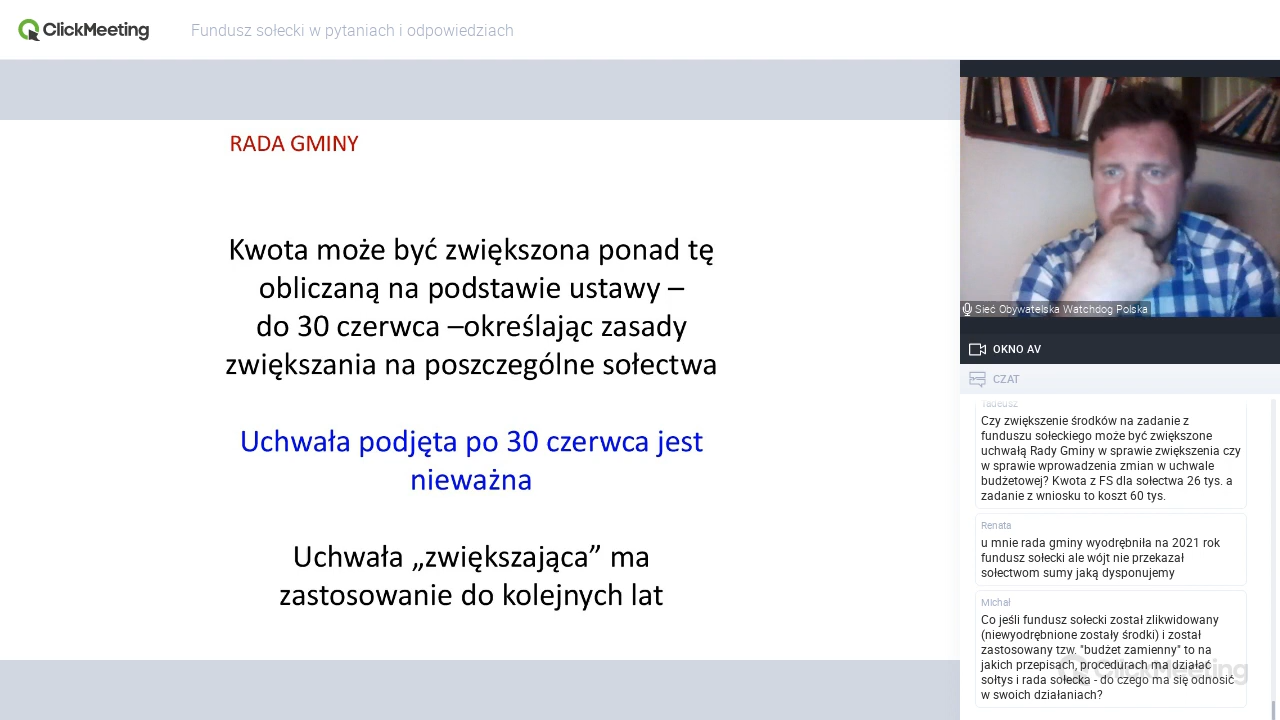 ClickMeeting
Fundusz sołecki w pytaniach i odpowiedziach
RADA GMINY
Kwota może być zwiększona ponad tę
obliczaną na podstawie ustawy –
do 30 czerwca –określając zasady
zwiększania na poszczególne sołectwa
Uchwała podjęta po 30 czerwca jest
nieważna
Uchwała „zwiększająca” ma
zastosowanie do kolejnych lat
Sieć Obywatelska Watchdog Polska
OKNO AV
CZAT
Tadeusz
Czy zwiększenie środków na zadanie z
funduszu sołeckiego może być zwiększone
uchwałą Rady Gminy w sprawie zwiększenia czy
w sprawie wprowadzenia zmian w uchwale
budżetowej? Kwota z FS dla sołectwa 26 tys. a
zadanie z wniosku to koszt 60 tys.
Renata
u mnie rada gminy wyodrębniła na 2021 rok
fundusz sołecki ale wójt nie przekazał
sołectwom sumy jaką dysponujemy
Michał
Co jeśli fundusz sołecki został zlikwidowany
(niewyodrębnione zostały środki) i został
zastosowany tzw. "budżet zamienny" to na
jakich przepisach, procedurach ma działać
sołtys i rada sołecka - do czego ma się odnosić
w swoich działaniach?
ClickMeeting